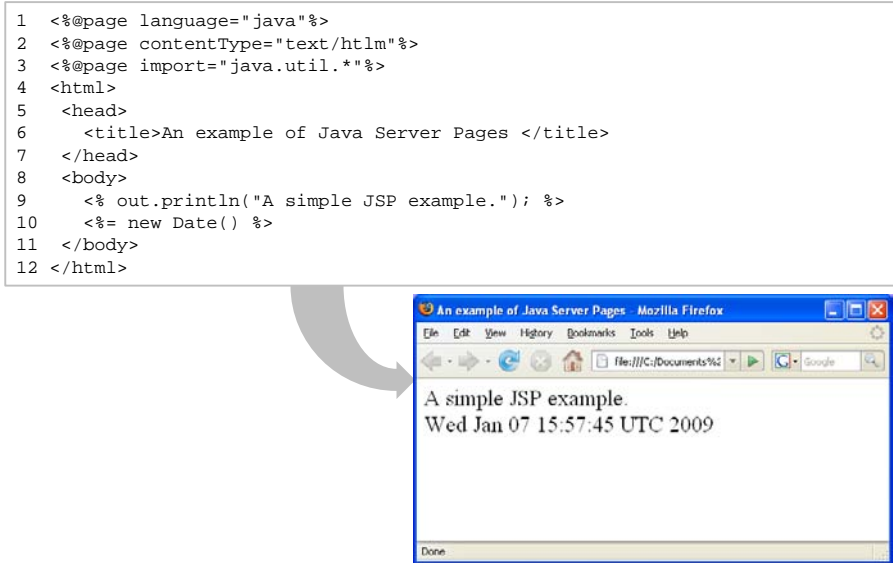 1 <%@page language="java"%>
2 <%@page contentType="text/htlm"%>
3 <%@page import="java.util.*"%>
4 <html>
5 <head>
6 <title>An example of Java Server Pages </title>
7 </head>
8 <body>
9 <% out.println("A simple JSP example."); %>
10 <%= new Date() %>
11 </body>
12 </html>
An example of Java Server Pages - Mozilla Firefox
File Edit View History Bookmarks Tools Help
file:///C:/Documents%2 G Google
A simple JSP example.
Wed Jan 07 15:57:45 UTC 2009
Done